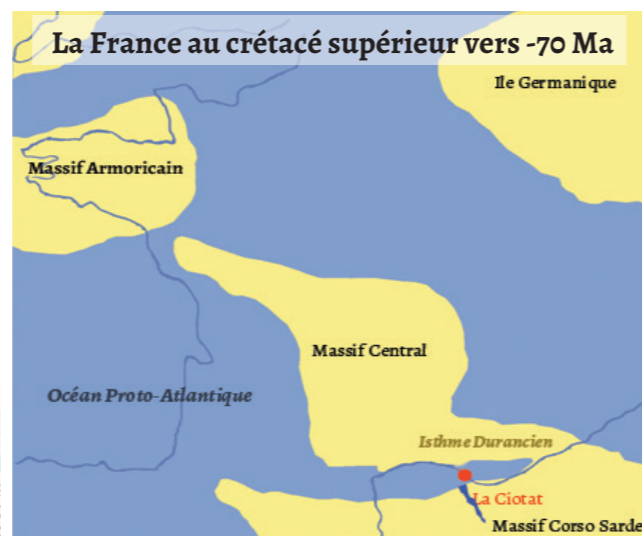 La France au crétacé supérieur vers -70 Ma
Ile Germanique
Massif Armoricain
Massif Central
Océan Proto-Atlantique
Isthme Durancien
La Ciotat
Massif Corso Sarde